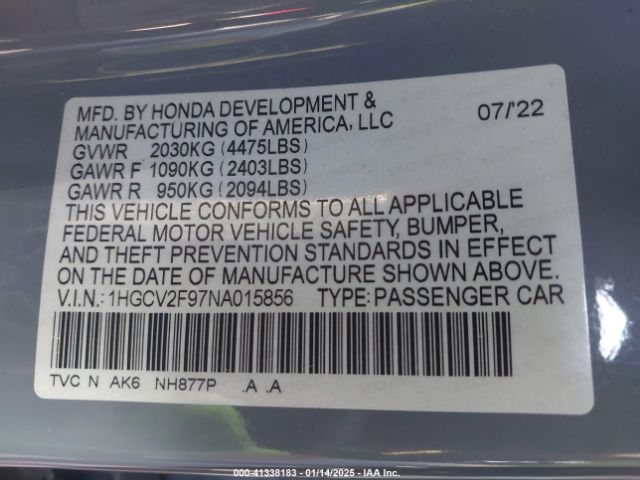 MFD. BY HONDA DEVELOPMENT &
MANUFACTURING OF AMERICA, LLC 07/'22
GVWR 2030KG (4475LBS)
GAWR F 1090KG (2403LBS)
GAWR R 950KG (2094LBS)
THIS VEHICLE CONFORMS TO ALL APPLICABLE
FEDERAL MOTOR VEHICLE SAFETY, BUMPER,
AND THEFT PREVENTION STANDARDS IN EFFECT
ON THE DATE OF MANUFACTURE SHOWN ABOVE.
V.I.N.: 1HGCV2F97NA015856 TYPE: PASSENGER CAR
TVC N AK6 NH877P .A .A
000-41338183 - 01/14/2025 - IAA Inc.